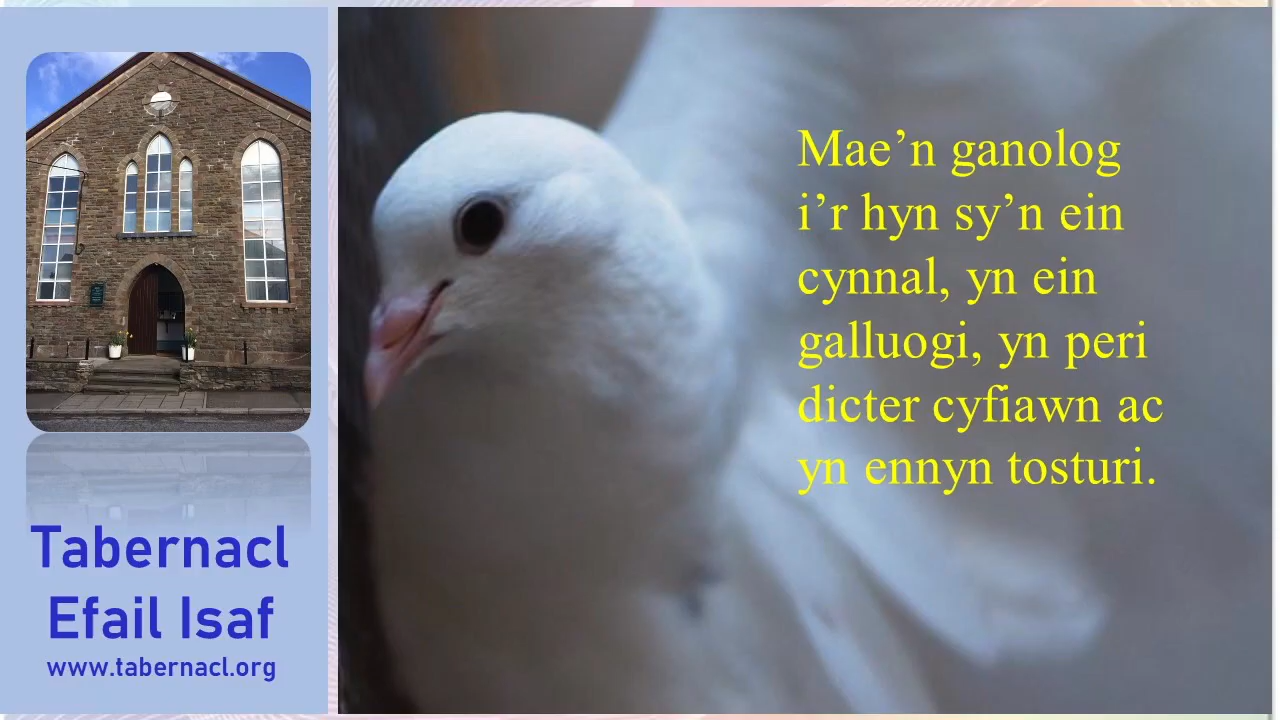 Tabernacl
Efail Isaf
www.tabernacl.org
Mae’n ganolog
i’r hyn sy’n ein
cynnal, yn ein
galluogi, yn peri
dicter cyfiawn ac
yn ennyn tosturi.